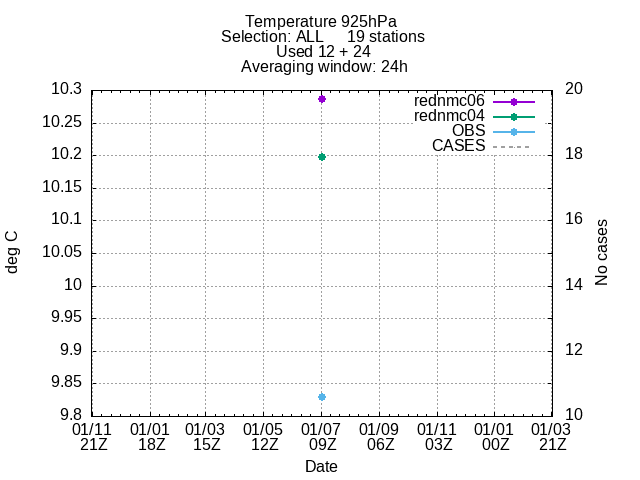 Temperature 925hPa
Selection: ALL 19 stations
Used 12 + 24
Averaging window: 24h
10.3
10.25
10.2
10.15
10.1
10.05
10
9.95
9.9
9.85
9.8
deg C
20
18
16
14
12
10
No cases
rednmc06
rednmc04
OBS
CASES
01/11 01/01 01/03 01/05 01/07 01/09 01/11 01/01 01/03
21Z 18Z 15Z 12Z 09Z 06Z 03Z 00Z 21Z
Date